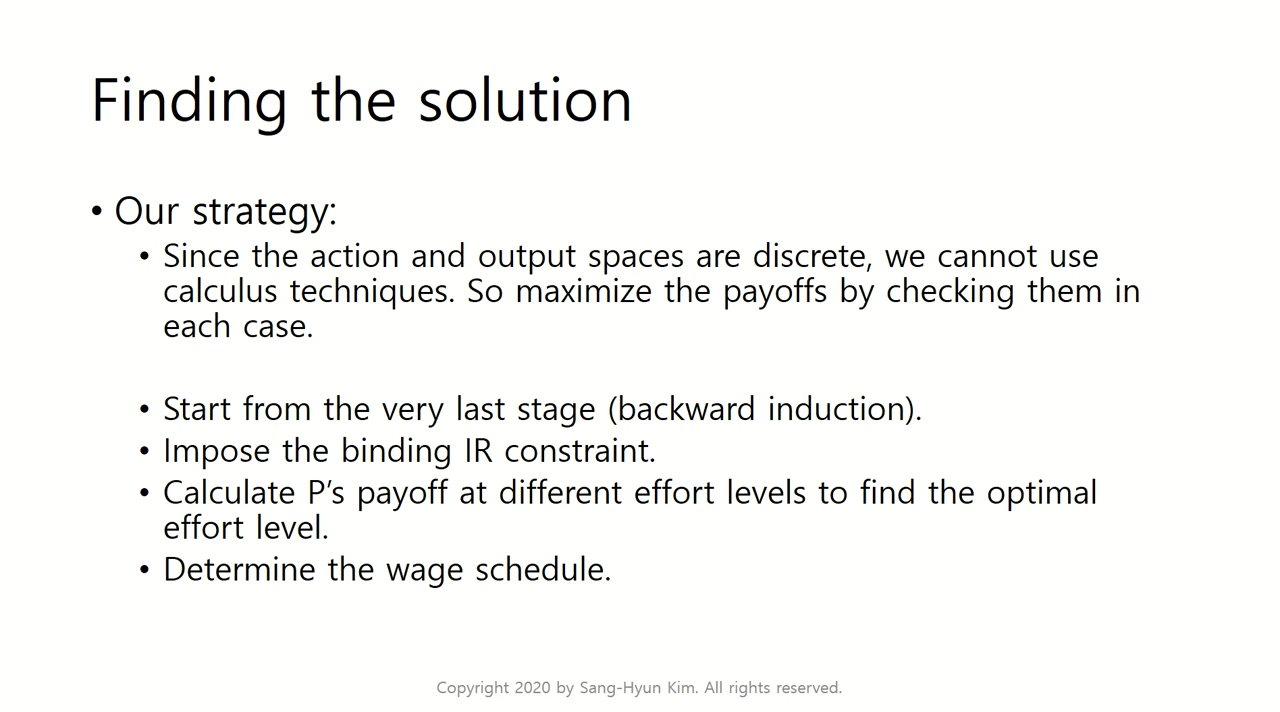 Finding the solution
• Our strategy:
• Since the action and output spaces are discrete, we cannot use
calculus techniques. So maximize the payoffs by checking them in
each case.
• Start from the very last stage (backward induction).
• Impose the binding IR constraint.
• Calculate P’s payoff at different effort levels to find the optimal
effort level.
• Determine the wage schedule.
Copyright 2020 by Sang-Hyun Kim. All rights reserved.